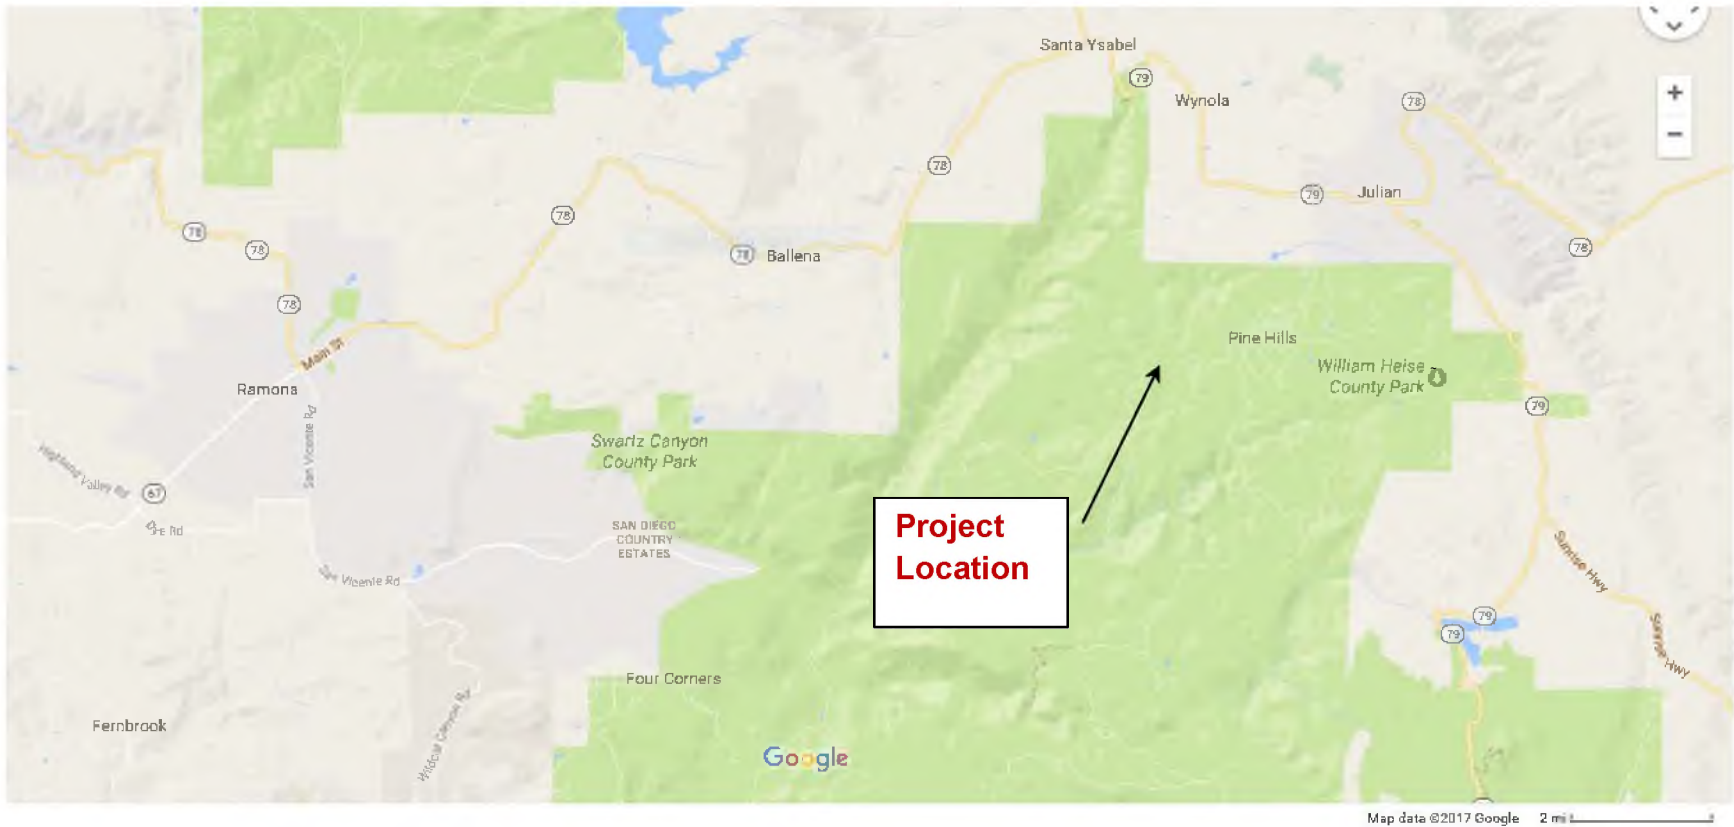 Santa Ysabel
79
Wynola
78
78
79
Julian
78
78
78
78
78
Ballena
78
Main St
Ramona
Pine Hills
William Heise
County Park
79
San Vicente Rd
Swartz Canyon
County Park
Highland Valley Rd
67
Dye Rd
SAN DIEGO
COUNTRY
ESTATES
Project
Location
San Vicente Rd
Sunrise Hwy
79
79
Sunrise Hwy
Four Corners
Fernbrook
Wildcat Canyon Rd
Google
Map data ©2017 Google 2 mi